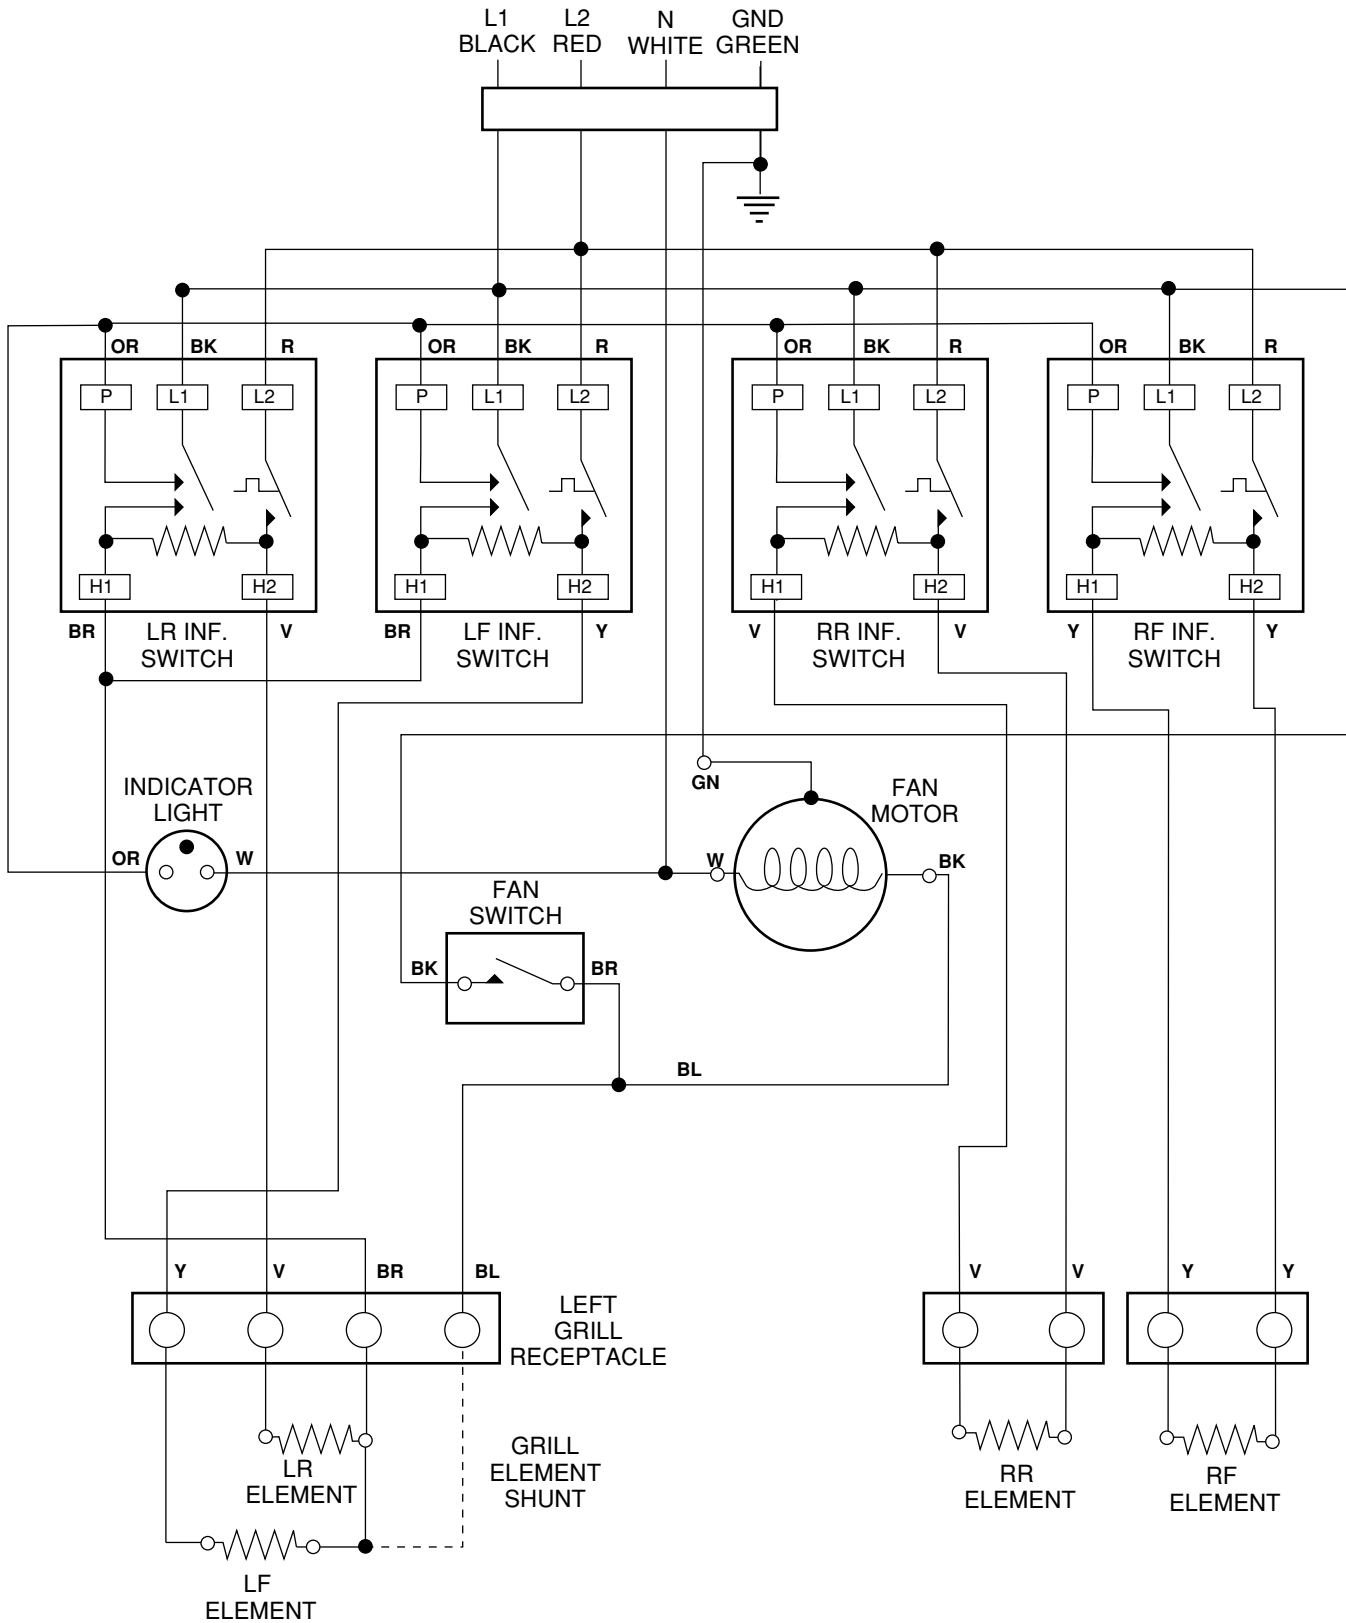 L1 L2 N GND
BLACK RED WHITE GREEN
OR BK R OR BK R OR BK R OR BK R
P L1 L2 P L1 L2 P L1 L2 P L1 L2
H1 H2 H1 H2 H1 H2 H1 H2
BR LR INF. V BR LF INF. Y V RR INF. V Y RF INF. Y
SWITCH SWITCH SWITCH SWITCH
GN
INDICATOR FAN
LIGHT MOTOR
OR W W BK
FAN
SWITCH
BK BR
BL
Y V BR BL V V Y Y
LEFT
GRILL
RECEPTACLE
GRILL
ELEMENT
SHUNT
LR
ELEMENT
RR
ELEMENT
RF
ELEMENT
LF
ELEMENT